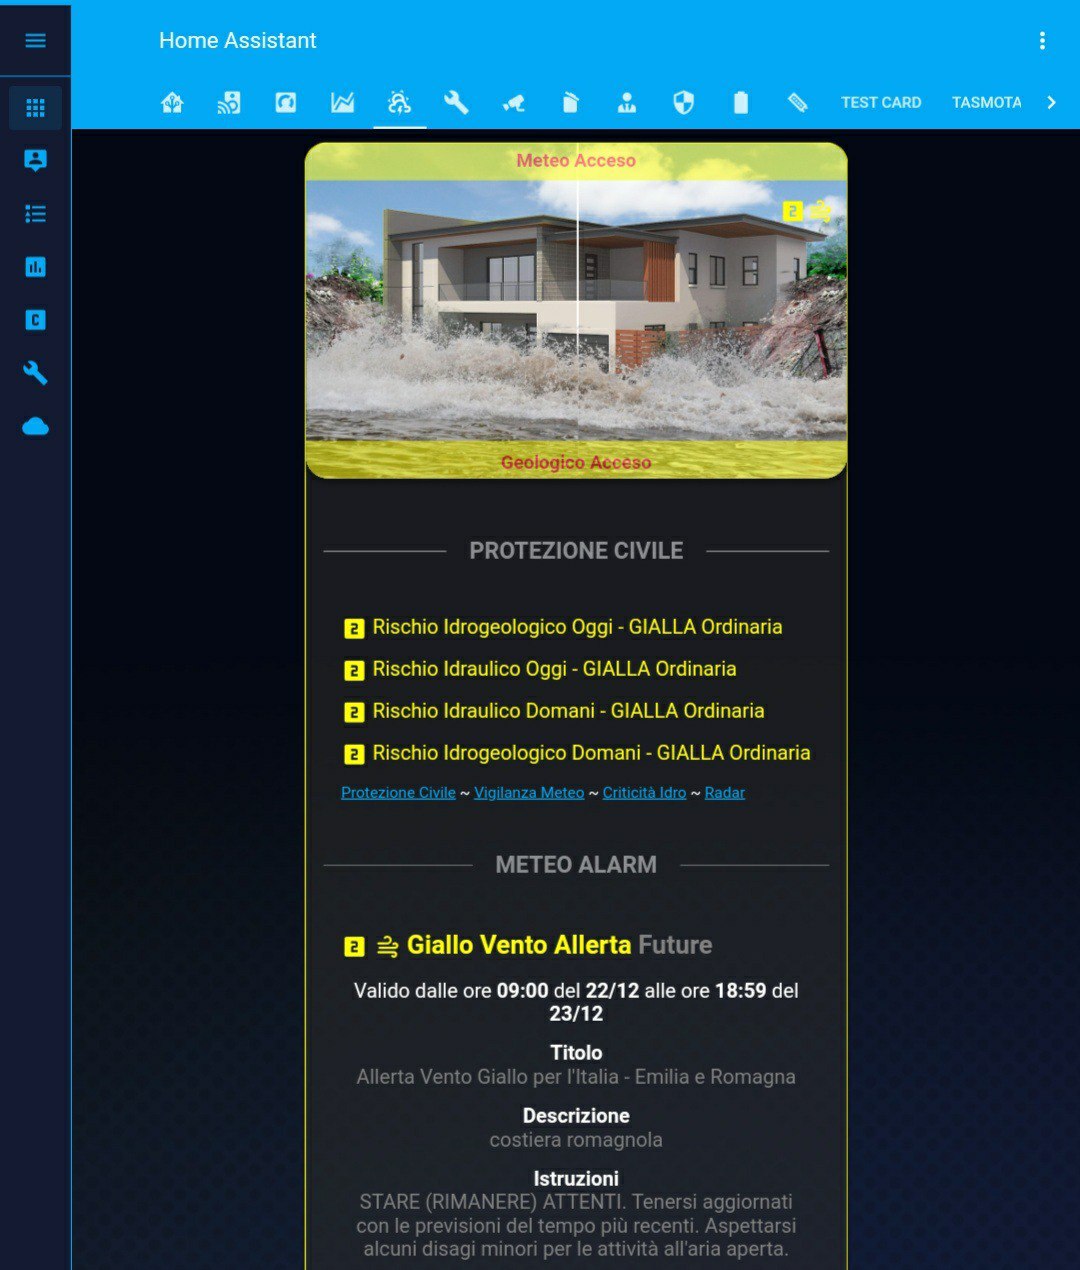 Home Assistant
TEST CARD
TASMOTA
Meteo Acceso
2
Geologico Acceso
PROTEZIONE CIVILE
2 Rischio Idrogeologico Oggi - GIALLA Ordinaria
2 Rischio Idraulico Oggi - GIALLA Ordinaria
2 Rischio Idraulico Domani - GIALLA Ordinaria
2 Rischio Idrogeologico Domani - GIALLA Ordinaria
C
Protezione Civile ~ Vigilanza Meteo ~ Criticità Idro ~ Radar
METEO ALARM
2 Giallo Vento Allerta Future
Valido dalle ore 09:00 del 22/12 alle ore 18:59 del
23/12
Titolo
Allerta Vento Giallo per l'Italia - Emilia e Romagna
Descrizione
costiera romagnola
Istruzioni
STARE (RIMANERE) ATTENTI. Tenersi aggiornati
con le previsioni del tempo più recenti. Aspettarsi
alcuni disagi minori per le attività all'aria aperta.